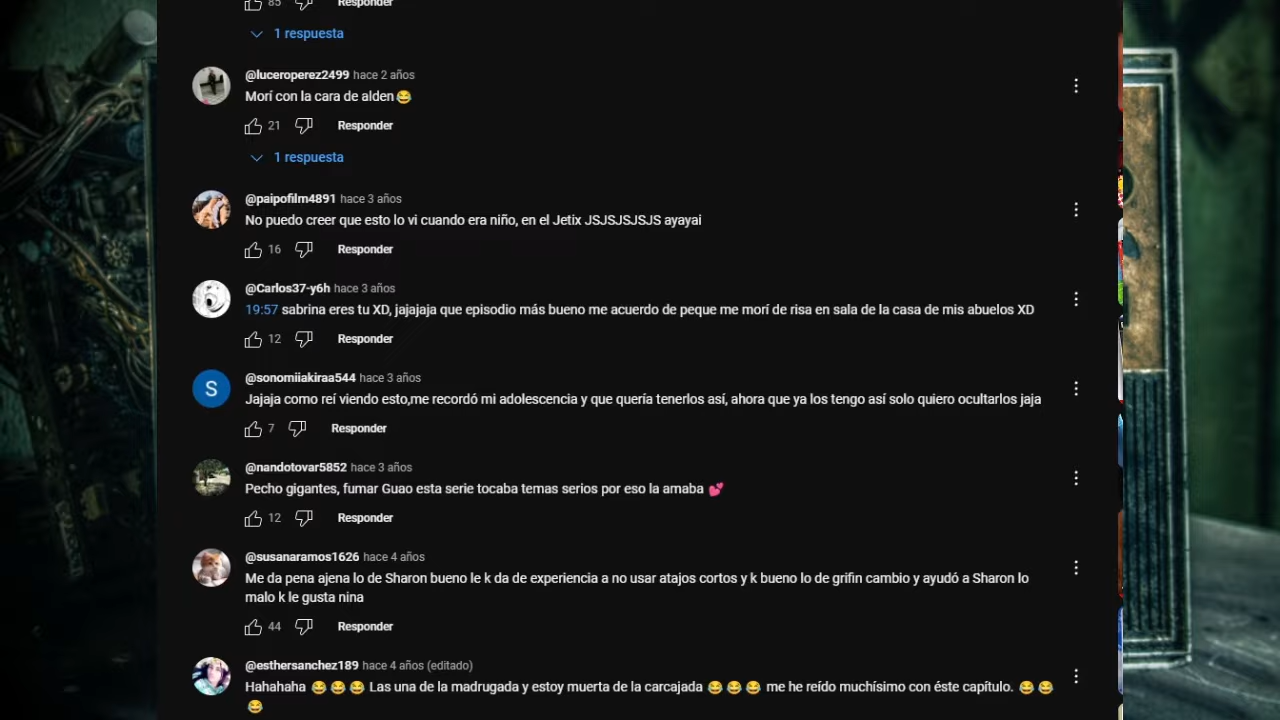 85 Responder
1 respuesta
@luceroperez2499 hace 2 años
Morí con la cara de alden😂
21 Responder
1 respuesta
@paipofilm4891 hace 3 años
No puedo creer que esto lo vi cuando era niño, en el Jetix JSJSJSJSJS ayayai
16 Responder
@Carlos37-y6h hace 3 años
19:57 sabrina eres tu XD, jajajaja que episodio más bueno me acuerdo de peque me morí de risa en sala de la casa de mis abuelos XD
12 Responder
S
@sonomiiakiraa544 hace 3 años
Jajaja como reí viendo esto,me recordó mi adolescencia y que quería tenerlos así, ahora que ya los tengo así solo quiero ocultarlos jaja
7 Responder
@nandotovar5852 hace 3 años
Pecho gigantes, fumar Guao esta serie tocaba temas serios por eso la amaba 💕
12 Responder
@susanaramos1626 hace 4 años
Me da pena ajena lo de Sharon bueno le k da de experiencia a no usar atajos cortos y k bueno lo de grifin cambio y ayudó a Sharon lo
malo k le gusta nina
44 Responder
@esthersanchez189 hace 4 años (editado)
Hahahaha 😂😂😂 Las una de la madrugada y estoy muerta de la carcajada 😂😂😂 me he reído muchísimo con éste capítulo. 😂😂
😂